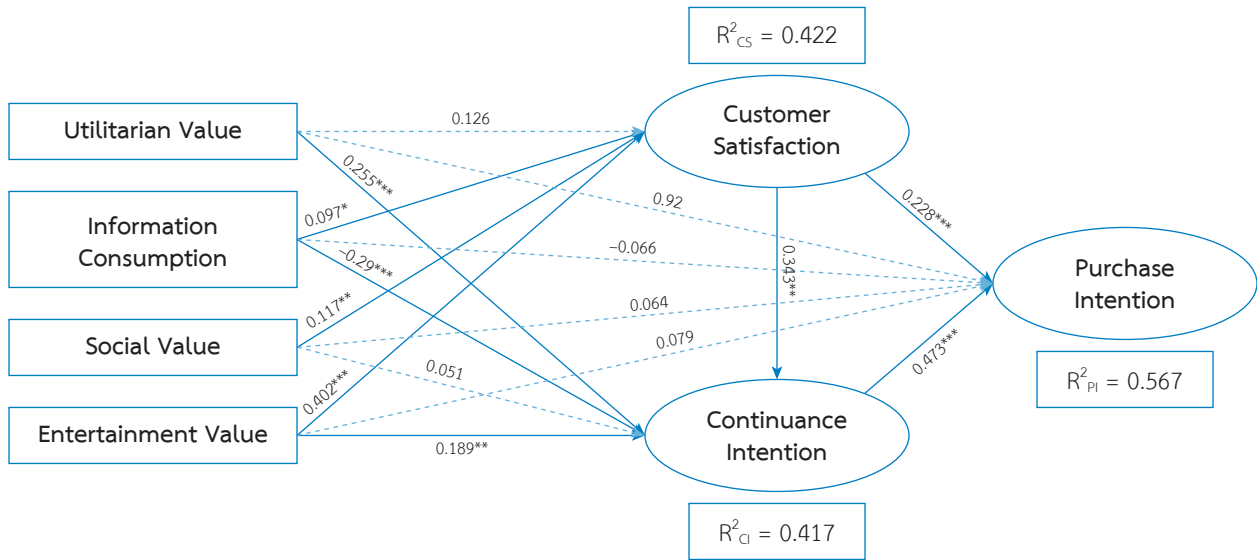 R²CS = 0.422
Utilitarian Value
Customer
Satisfaction
0.126
0.255***
0.92
0.228***
Information
Consumption
0.097*
−0.29***
−0.066
0.343**
Purchase
Intention
0.117**
0.064
Social Value
0.051
0.079
0.473***
R²PI = 0.567
0.402***
Entertainment Value
0.189**
Continuance
Intention
R²CI = 0.417